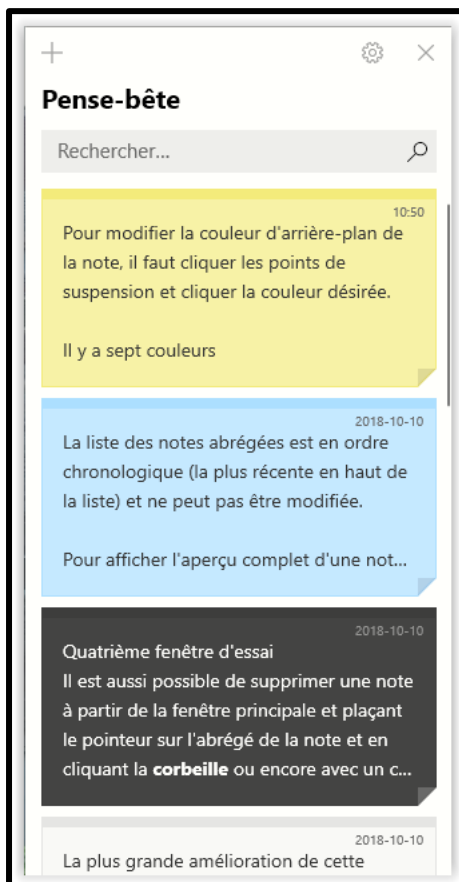 Pense-bête
Rechercher...
10:50
Pour modifier la couleur d'arrière-plan de
la note, il faut cliquer les points de
suspension et cliquer la couleur désirée.
Il y a sept couleurs
2018-10-10
La liste des notes abrégées est en ordre
chronologique (la plus récente en haut de
la liste) et ne peut pas être modifiée.
Pour afficher l'aperçu complet d'une not...
2018-10-10
Quatrième fenêtre d'essai
Il est aussi possible de supprimer une note
à partir de la fenêtre principale et plaçant
le pointeur sur l'abrégé de la note et en
cliquant la corbeille ou encore avec un c...
2018-10-10
La plus grande amélioration de cette